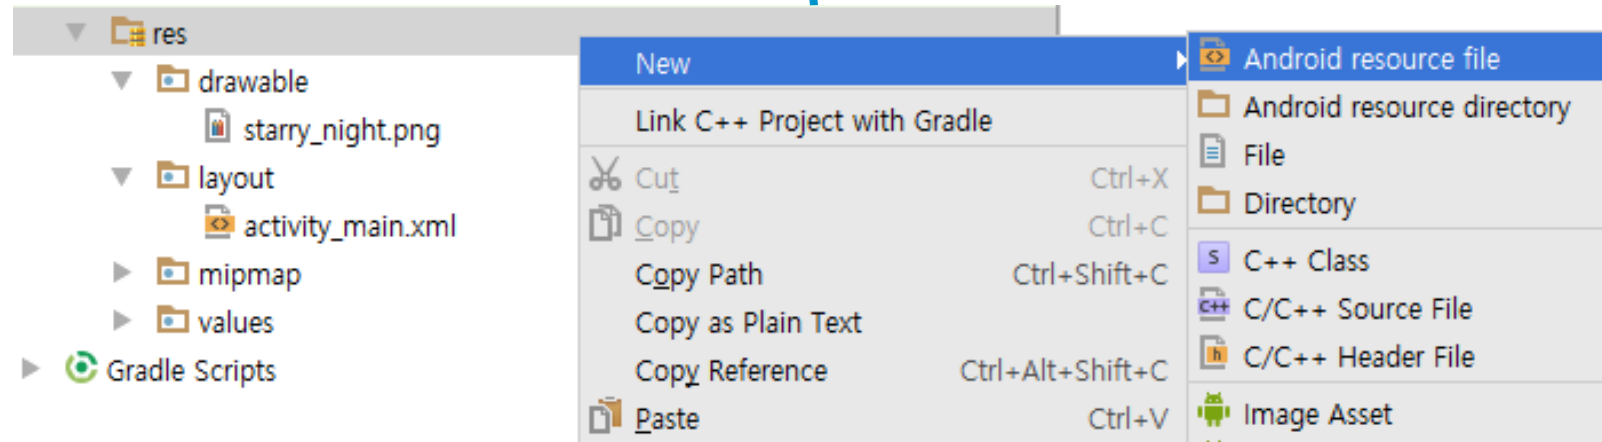 res
drawable
starry_night.png
layout
activity_main.xml
mipmap
values
Gradle Scripts
New
Link C++ Project with Gradle
Cut Ctrl+X
Copy Ctrl+C
Copy Path Ctrl+Shift+C
Copy as Plain Text
Copy Reference Ctrl+Alt+Shift+C
Paste Ctrl+V
Android resource file
Android resource directory
File
Directory
S C++ Class
C++ C/C++ Source File
h C/C++ Header File
Image Asset